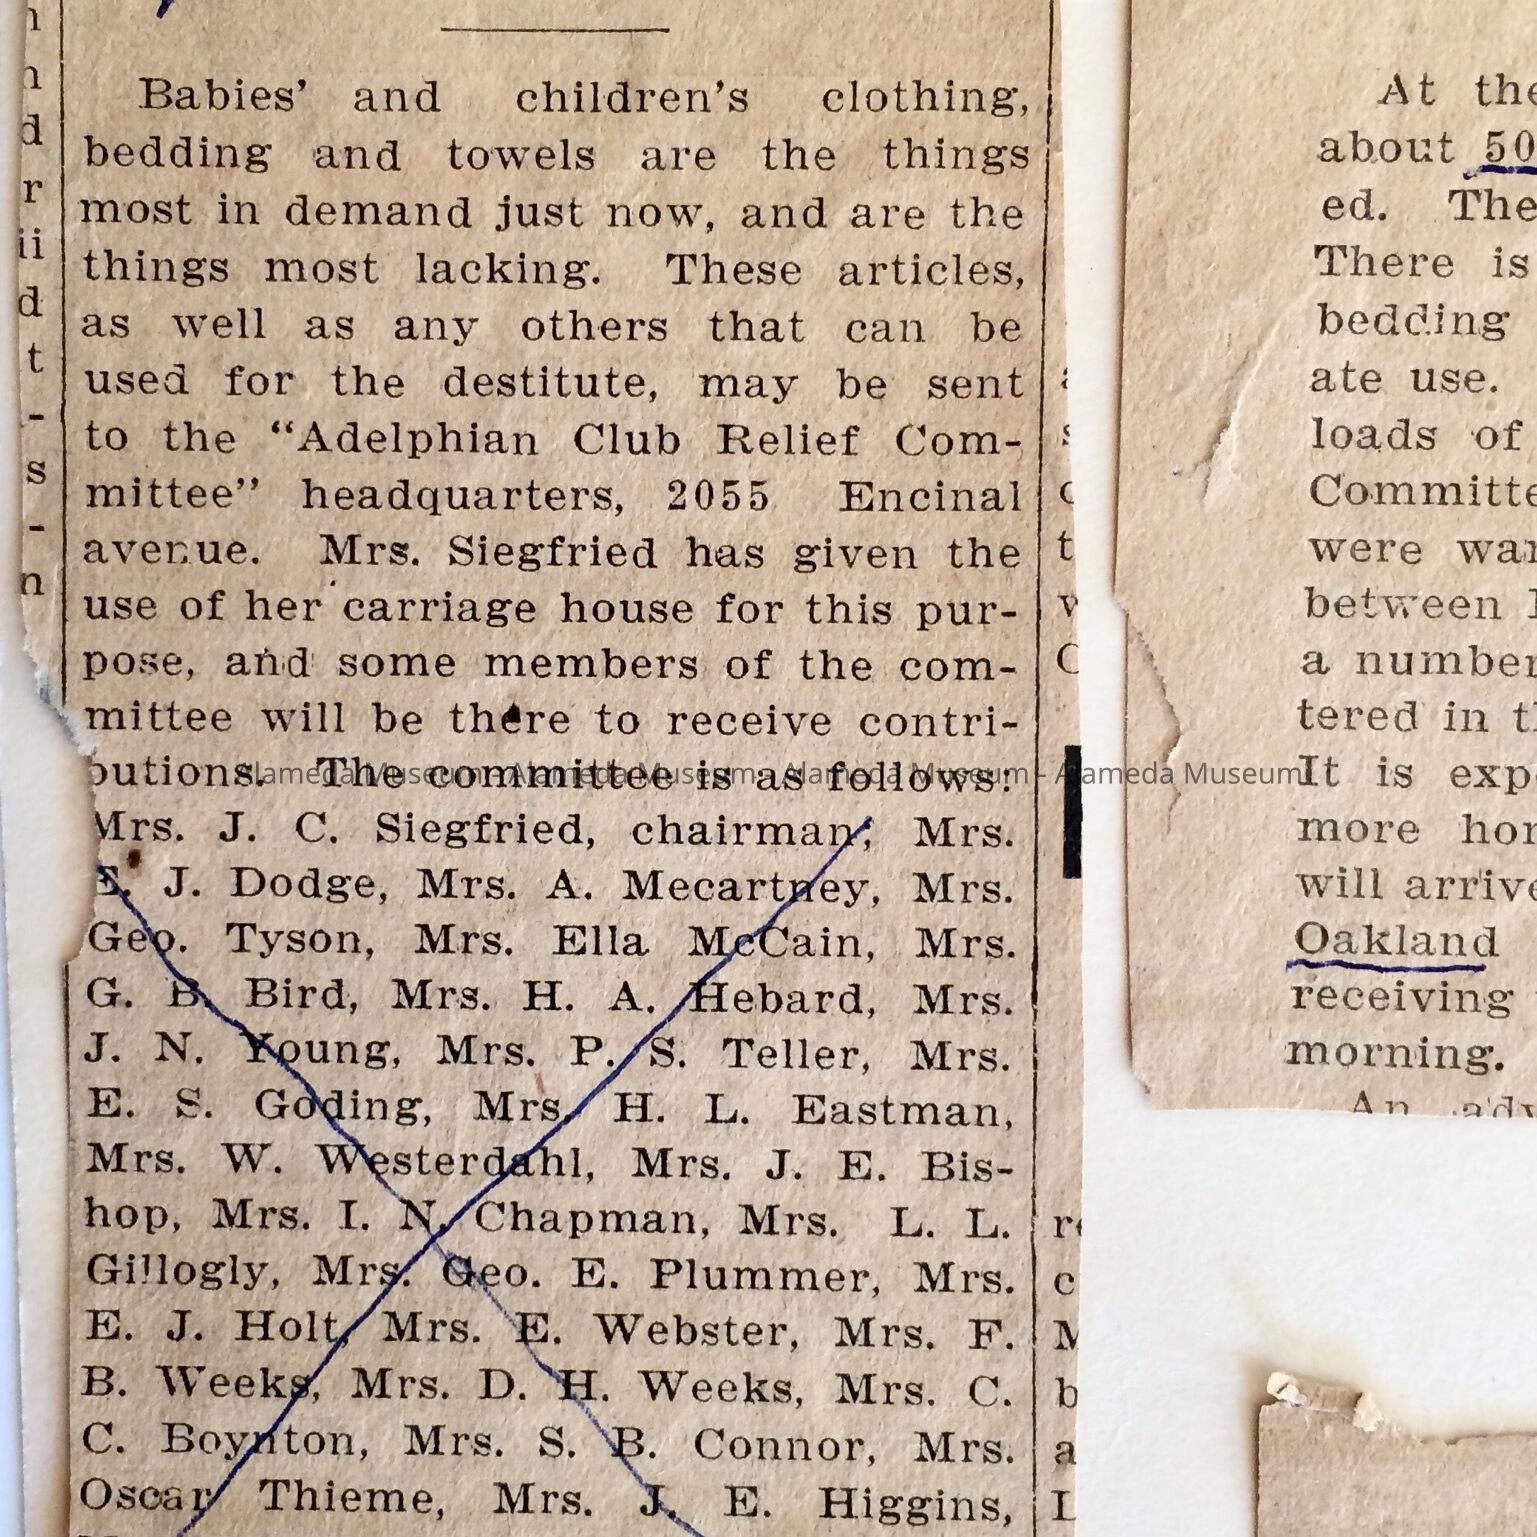 Babies' and children's clothing,
bedding and towels are the things
most in demand just now, and are the
things most lacking. These articles,
as well as any others that can be
used for the destitute, may be sent
to the "Adelphian Club Relief Com-
mittee" headquarters, 2055 Encinal
avenue. Mrs. Siegfried has given the
use of her carriage house for this pur-
pose, and some members of the com-
mittee will be there to receive contri-
butions. The committee is as follows:
Mrs. J. C. Siegfried, chairman; Mrs.
E. J. Dodge, Mrs. A. Mecartney, Mrs.
Geo. Tyson, Mrs. Ella McCain, Mrs.
G. B. Bird, Mrs. H. A. Hebard, Mrs.
J. N. Young, Mrs. P. S. Teller, Mrs.
E. S. Goding, Mrs. H. L. Eastman,
Mrs. W. Westerdahl, Mrs. J. E. Bis-
hop, Mrs. I. N. Chapman, Mrs. L. L.
Gillogly, Mrs. Geo. E. Plummer, Mrs.
E. J. Holt, Mrs. E. Webster, Mrs. F.
B. Weeks, Mrs. D. H. Weeks, Mrs. C.
C. Boynton, Mrs. S. B. Connor, Mrs.
Oscar Thieme, Mrs. J. E. Higgins,
At the
about 50
ed. The
There is
bedding
ate use.
loads of
Committe
were
between
a number
tered in
It is exp
more
will arrive
Oakland
receiving
morning.
An adv
Alameda Museum - Alameda Museum - Alameda Museum - Alameda Museum